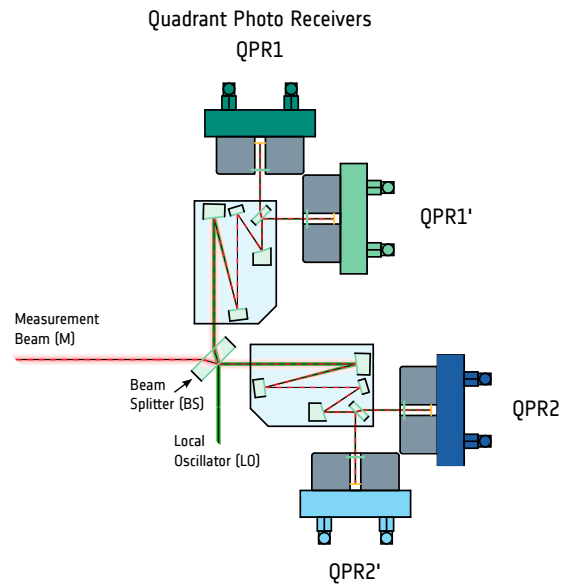 Quadrant Photo Receivers
QPR1
QPR1'
Measurement
Beam (M)
Beam
Splitter (BS)
Local
Oscillator (LO)
QPR2
QPR2'